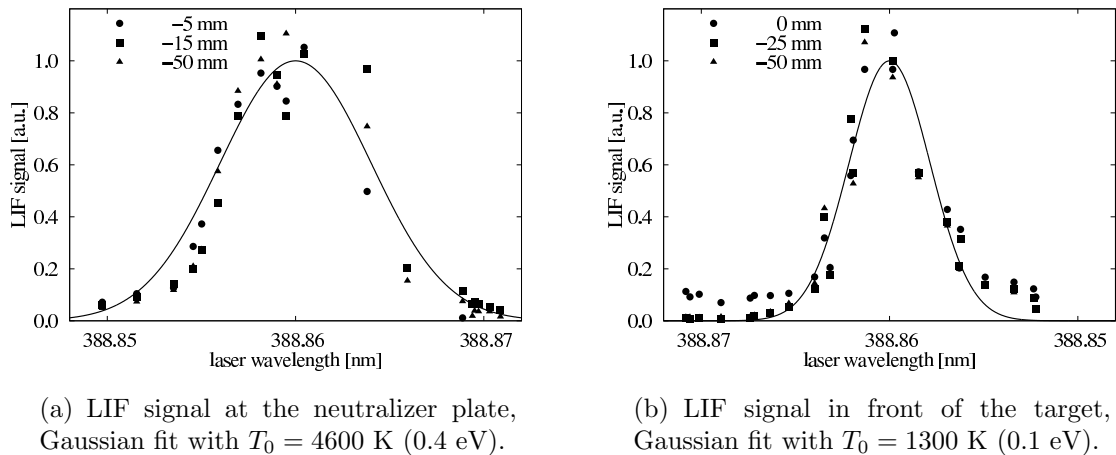 −5 mm
−15 mm
−50 mm
1.0
0.8
0.6
0.4
0.2
0.0
LIF signal [a.u.]
388.85 388.86 388.87
laser wavelength [nm]
(a) LIF signal at the neutralizer plate,
Gaussian fit with T₀ = 4600 K (0.4 eV).
0 mm
−25 mm
−50 mm
1.0
0.8
0.6
0.4
0.2
0.0
LIF signal [a.u.]
388.87 388.86 388.85
laser wavelength [nm]
(b) LIF signal in front of the target,
Gaussian fit with T₀ = 1300 K (0.1 eV).